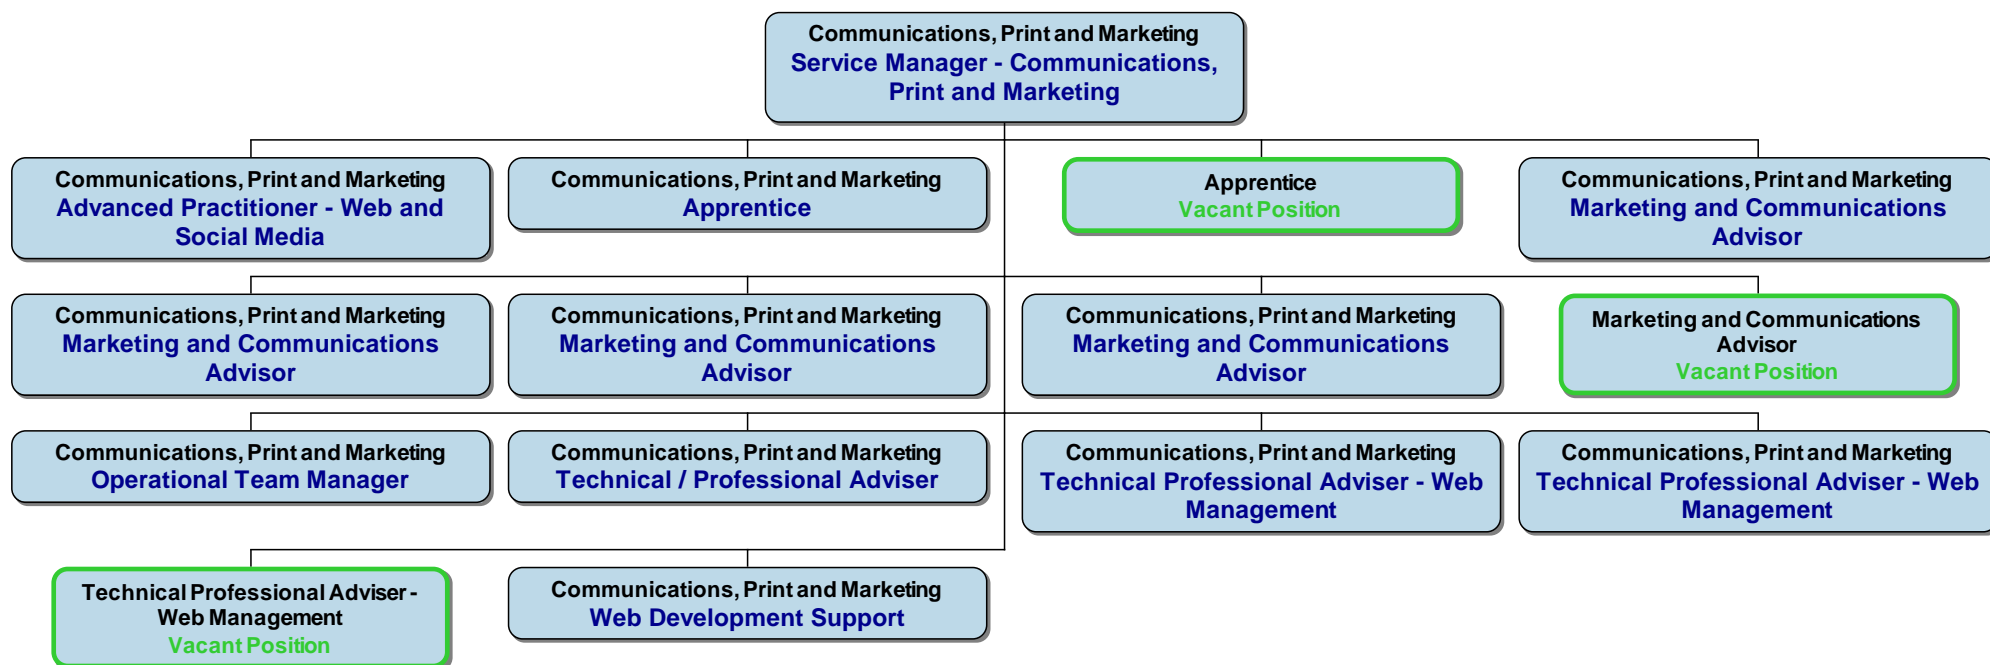 Communications, Print and Marketing
Service Manager - Communications,
Print and Marketing
Communications, Print and Marketing
Advanced Practitioner - Web and
Social Media
Communications, Print and Marketing
Apprentice
Apprentice
Vacant Position
Communications, Print and Marketing
Marketing and Communications
Advisor
Communications, Print and Marketing
Marketing and Communications
Advisor
Communications, Print and Marketing
Marketing and Communications
Advisor
Communications, Print and Marketing
Marketing and Communications
Advisor
Marketing and Communications
Advisor
Vacant Position
Communications, Print and Marketing
Operational Team Manager
Communications, Print and Marketing
Technical / Professional Adviser
Communications, Print and Marketing
Technical Professional Adviser - Web
Management
Communications, Print and Marketing
Technical Professional Adviser - Web
Management
Technical Professional Adviser -
Web Management
Vacant Position
Communications, Print and Marketing
Web Development Support